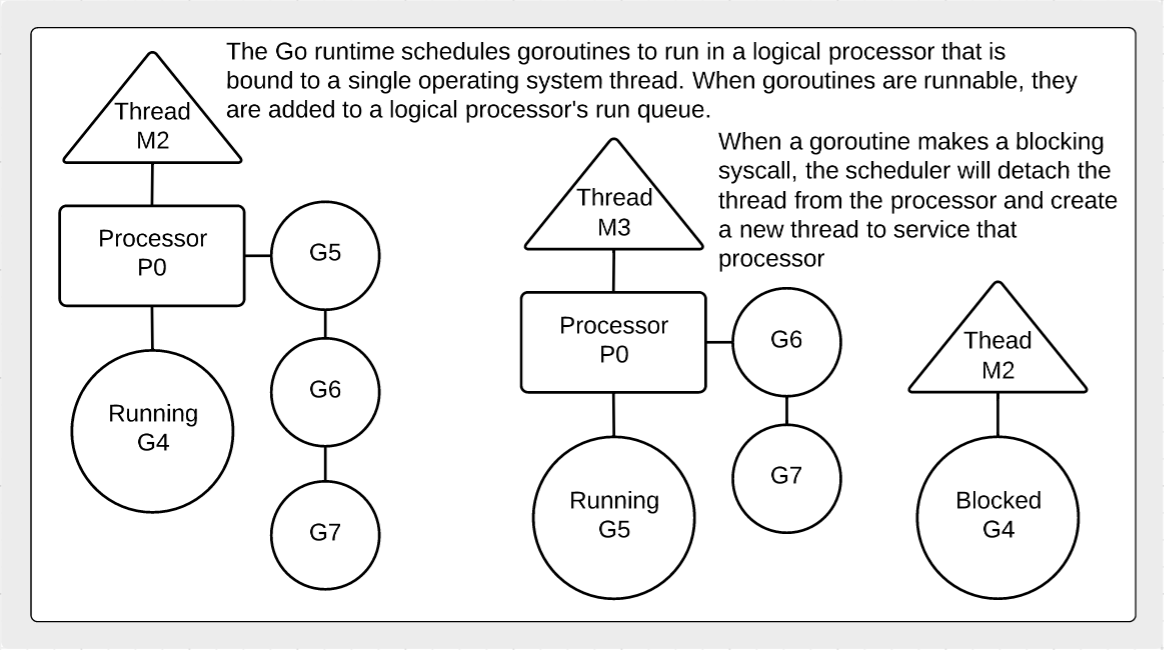 The Go runtime schedules goroutines to run in a logical processor that is
bound to a single operating system thread. When goroutines are runnable, they
are added to a logical processor's run queue.
Thread
M2
Processor
P0
Running
G4
G5
G6
G7
When a goroutine makes a blocking
syscall, the scheduler will detach the
thread from the processor and create
a new thread to service that
processor
Thread
M3
Processor
P0
Running
G5
G6
G7
Thead
M2
Blocked
G4